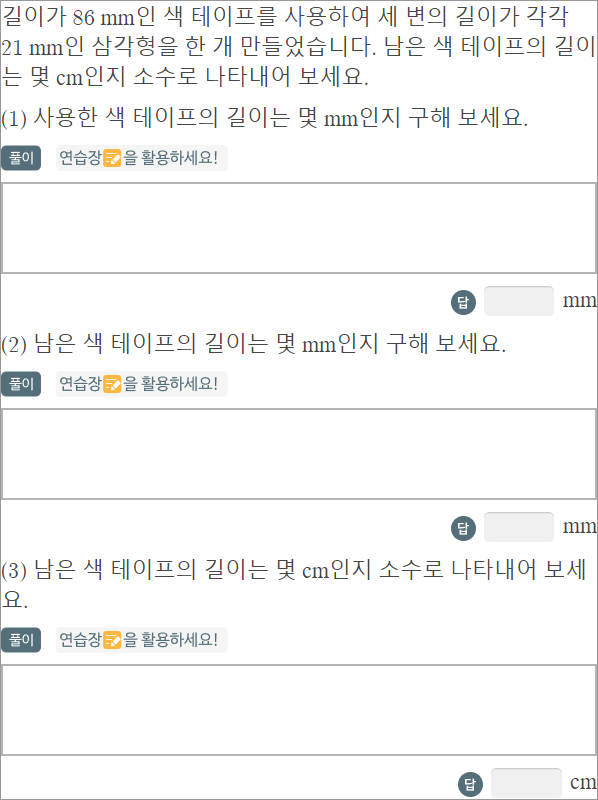 길이가 86 mm인 색 테이프를 사용하여 세 변의 길이가 각각
21 mm인 삼각형을 한 개 만들었습니다. 남은 색 테이프의 길이
는 몇 cm인지 소수로 나타내어 보세요.
(1) 사용한 색 테이프의 길이는 몇 mm인지 구해 보세요.
풀이 연습장을 활용하세요!
답 mm
(2) 남은 색 테이프의 길이는 몇 mm인지 구해 보세요.
풀이 연습장을 활용하세요!
답 mm
(3) 남은 색 테이프의 길이는 몇 cm인지 소수로 나타내어 보세
요.
풀이 연습장을 활용하세요!
답 cm